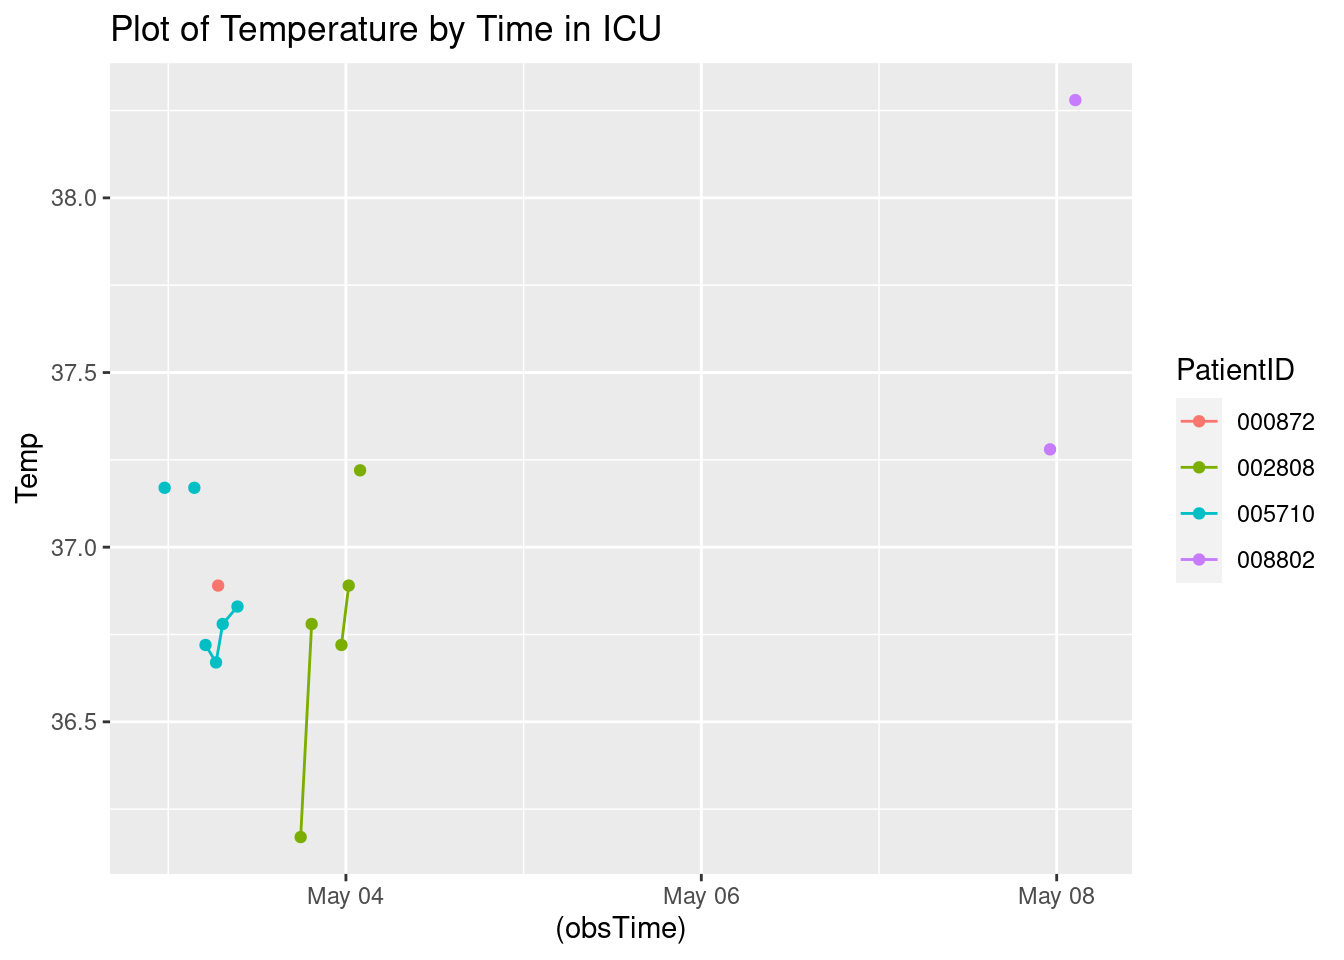 Plot of Temperature by Time in ICU
38.0
37.5
37.0
36.5
Temp
May 04
May 06
May 08
(obsTime)
PatientID
000872
002808
005710
008802